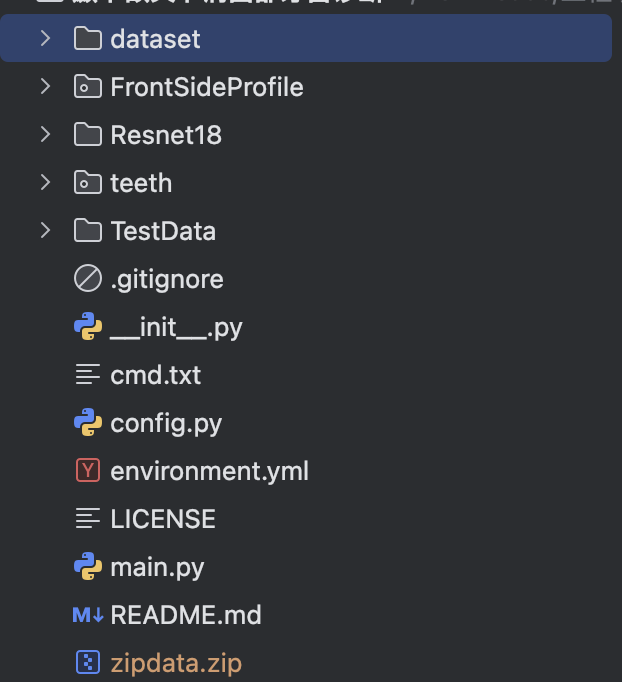 dataset
FrontSideProfile
Resnet18
teeth
TestData
.gitignore
__init__.py
cmd.txt
config.py
Y environment.yml
LICENSE
main.py
M↓ README.md
zipdata.zip